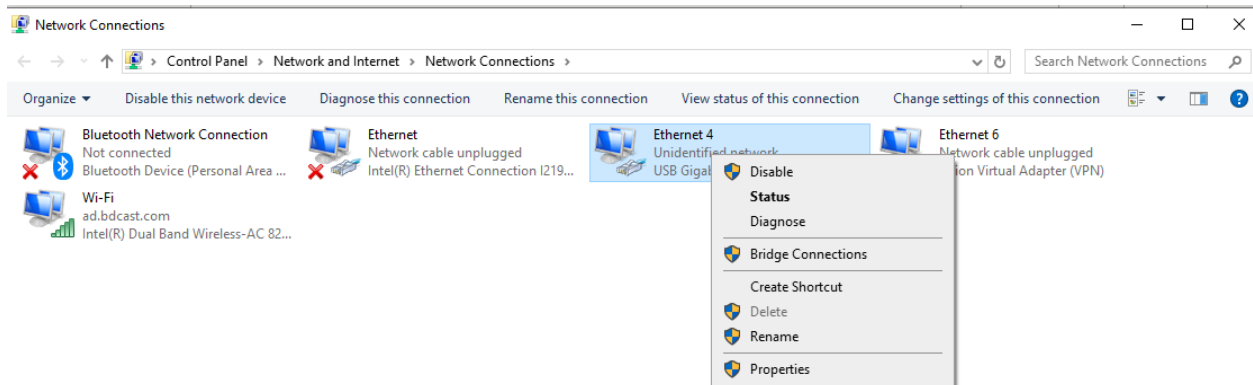 Network Connections
Control Panel > Network and Internet > Network Connections >
Search Network Connections
Organize Disable this network device Diagnose this connection Rename this connection View status of this connection Change settings of this connection
Bluetooth Network Connection
Not connected
Bluetooth Device (Personal Area ...
Ethernet
Network cable unplugged
Intel(R) Ethernet Connection I219...
Ethernet 4
Unidentified network
USB Gigal
Ethernet 6
Network cable unplugged
ion Virtual Adapter (VPN)
Wi-Fi
ad.bdcast.com
Intel(R) Dual Band Wireless-AC 82...
Disable
Status
Diagnose
Bridge Connections
Create Shortcut
Delete
Rename
Properties